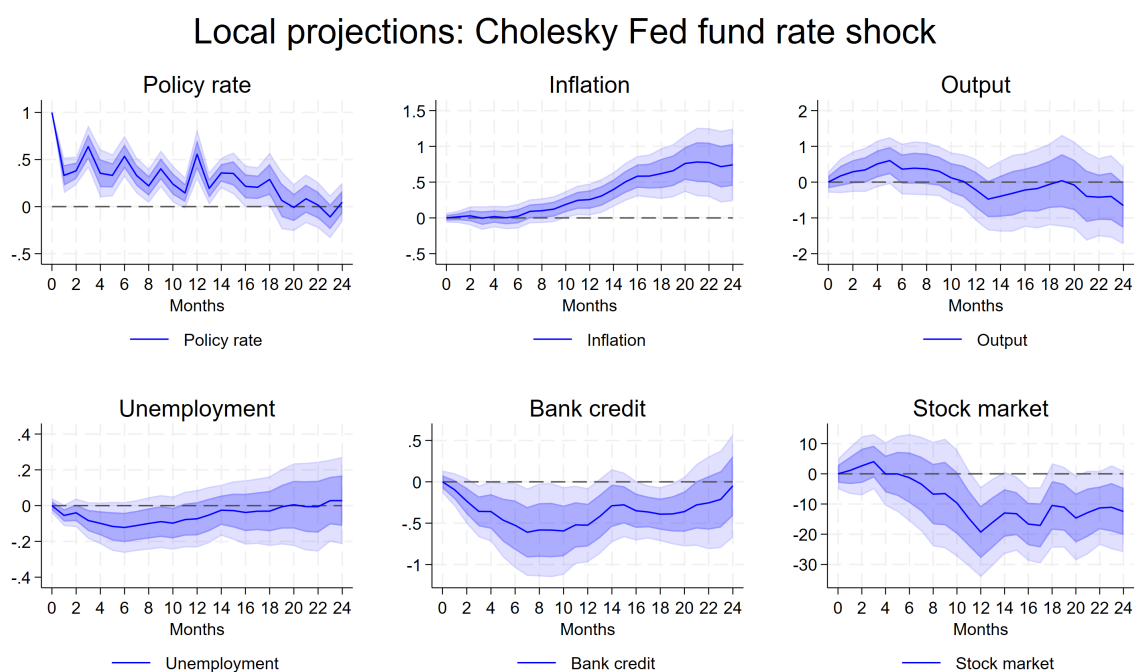 Local projections: Cholesky Fed fund rate shock
Policy rate
1
.5
0
-.5
0 2 4 6 8 10 12 14 16 18 20 22 24
Months
Policy rate
Inflation
1.5
1
.5
0
-.5
0 2 4 6 8 10 12 14 16 18 20 22 24
Months
Inflation
Output
2
1
0
-1
-2
0 2 4 6 8 10 12 14 16 18 20 22 24
Months
Output
Unemployment
.4
.2
0
-.2
-.4
0 2 4 6 8 10 12 14 16 18 20 22 24
Months
Unemployment
Bank credit
.5
0
-.5
-1
0 2 4 6 8 10 12 14 16 18 20 22 24
Months
Bank credit
Stock market
10
0
-10
-20
-30
0 2 4 6 8 10 12 14 16 18 20 22 24
Months
Stock market